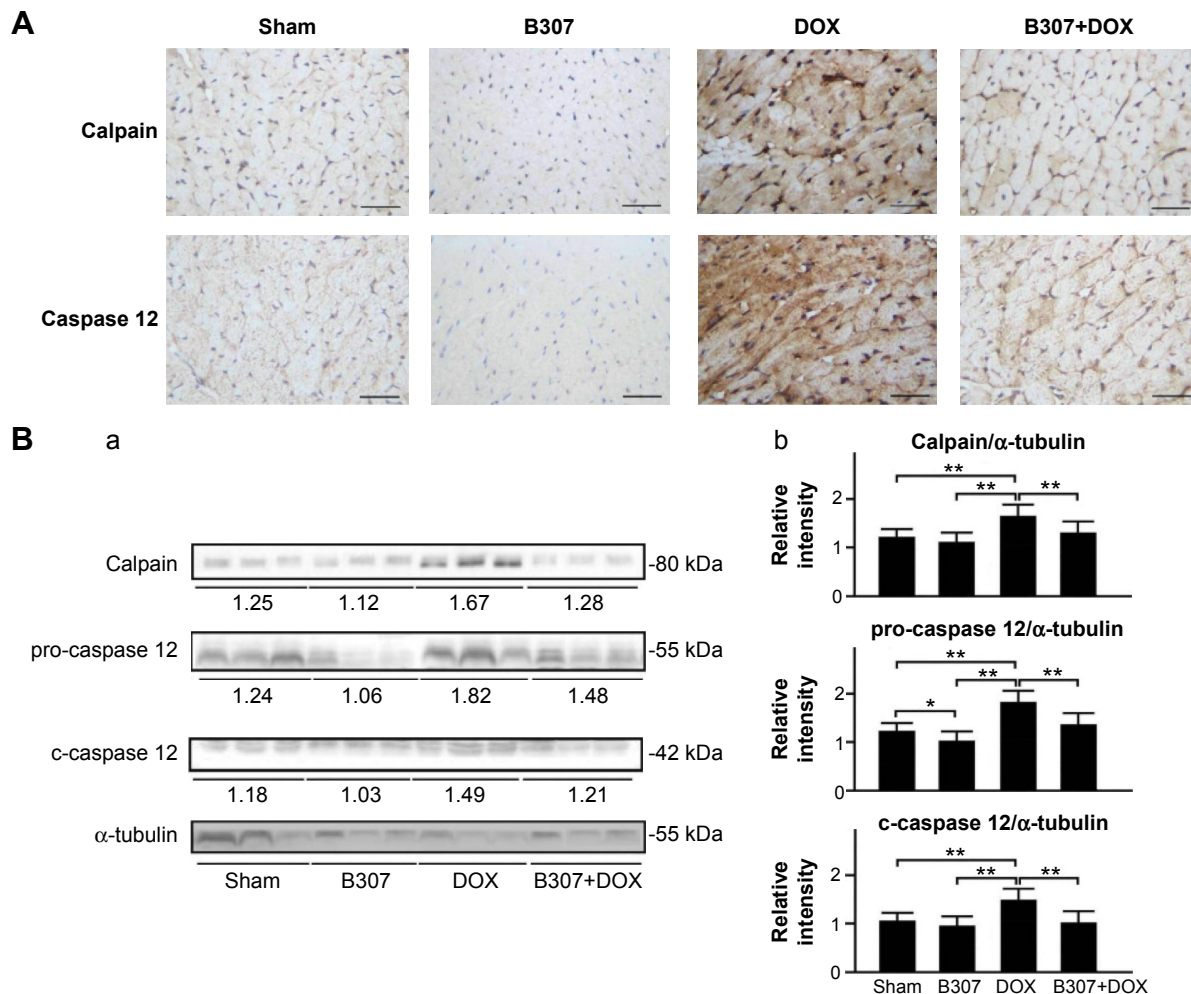 A
Sham B307 DOX B307+DOX
Calpain
Caspase 12
B a
Calpain -80 kDa
1.25 1.12 1.67 1.28
pro-caspase 12 -55 kDa
1.24 1.06 1.82 1.48
c-caspase 12 -42 kDa
1.18 1.03 1.49 1.21
α-tubulin -55 kDa
Sham B307 DOX B307+DOX
b
Calpain/α-tubulin
Relative intensity
2
1
0
** ** **
pro-caspase 12/α-tubulin
Relative intensity
2
1
0
** ** ** *
c-caspase 12/α-tubulin
Relative intensity
2
1
0
** ** **
Sham B307 DOX B307+DOX